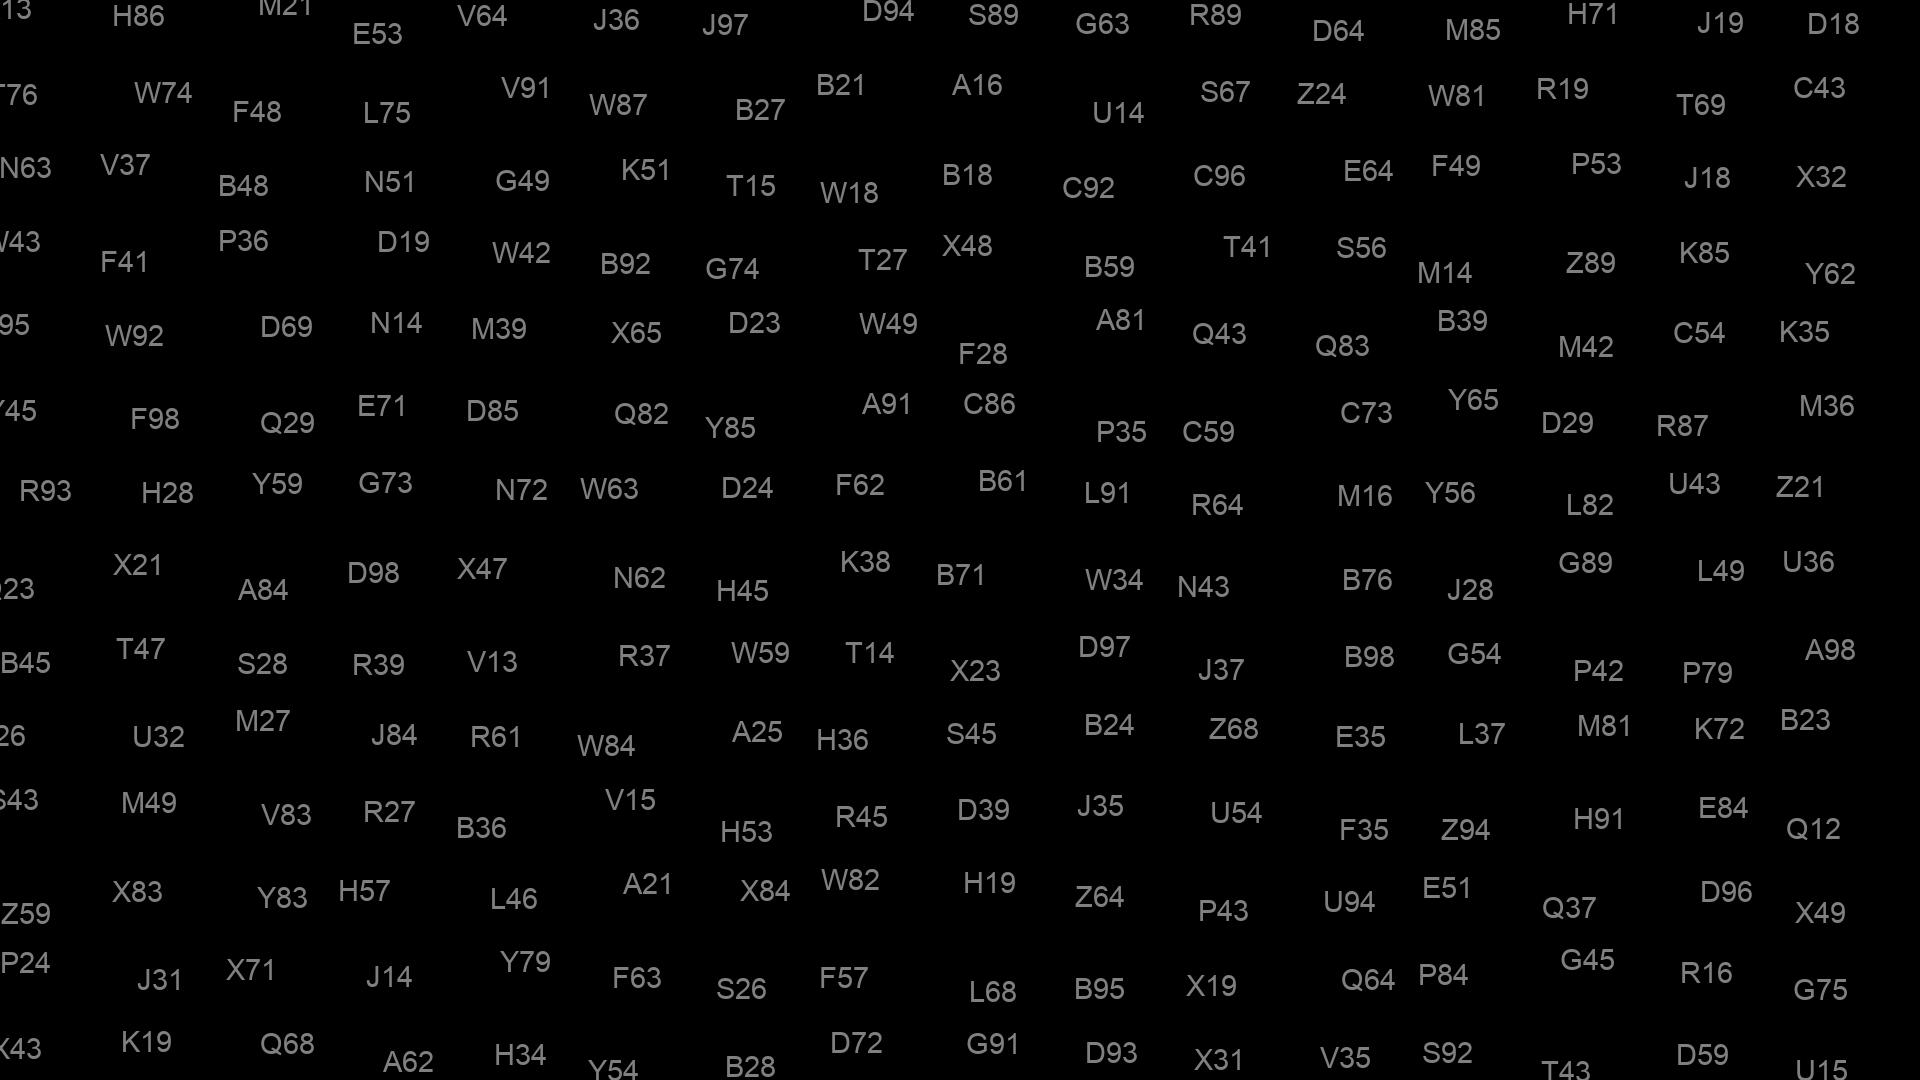 13 H86 M21 E53 V64 J36 J97 D94 S89 G63 R89 D64 M85 H71 J19 D18
T76 W74 F48 L75 V91 W87 B27 B21 A16 U14 S67 Z24 W81 R19 T69 C43
N63 V37 B48 N51 G49 K51 T15 W18 B18 C92 C96 E64 F49 P53 J18 X32
W43 F41 P36 D19 W42 B92 G74 T27 X48 B59 T41 S56 M14 Z89 K85 Y62
95 W92 D69 N14 M39 X65 D23 W49 F28 A81 Q43 Q83 B39 M42 C54 K35
Y45 F98 Q29 E71 D85 Q82 Y85 A91 C86 P35 C59 C73 Y65 D29 R87 M36
R93 H28 Y59 G73 N72 W63 D24 F62 B61 L91 R64 M16 Y56 L82 U43 Z21
23 X21 A84 D98 X47 N62 H45 K38 B71 W34 N43 B76 J28 G89 L49 U36
B45 T47 S28 R39 V13 R37 W59 T14 X23 D97 J37 B98 G54 P42 P79 A98
26 U32 M27 J84 R61 W84 A25 H36 S45 B24 Z68 E35 L37 M81 K72 B23
S43 M49 V83 R27 B36 V15 H53 R45 D39 J35 U54 F35 Z94 H91 E84 Q12
Z59 X83 Y83 H57 L46 A21 X84 W82 H19 Z64 P43 U94 E51 Q37 D96 X49
P24 J31 X71 J14 Y79 F63 S26 F57 L68 B95 X19 Q64 P84 G45 R16 G75
X43 K19 Q68 A62 H34 Y54 B28 D72 G91 D93 X31 V35 S92 T43 D59 U15